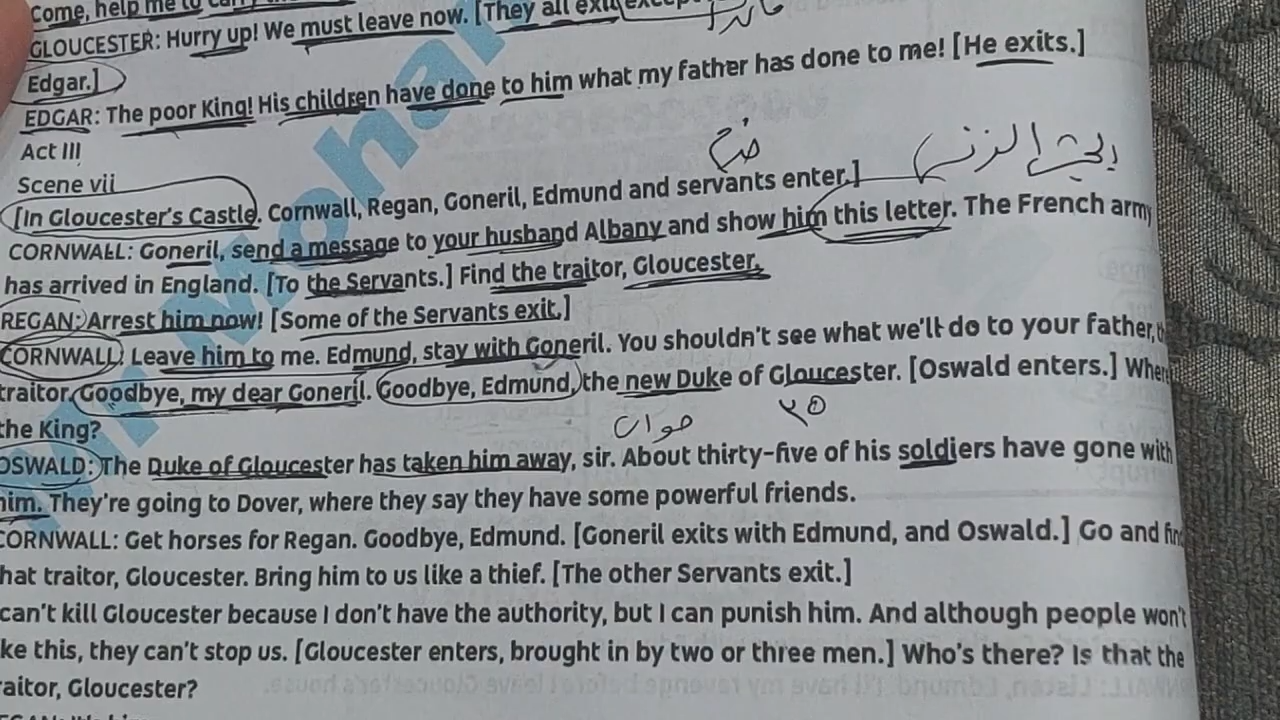 Come, help me to
GLOUCESTER: Hurry up! We must leave now. [They all exit except
Edgar.]
EDGAR: The poor King! His children have done to him what my father has done to me! [He exits.]
Act III
Scene vii
[In Gloucester's Castle. Cornwall, Regan, Goneril, Edmund and servants enter.]
CORNWALL: Goneril, send a message to your husband Albany and show him this letter. The French army
has arrived in England. [To the Servants.] Find the traitor, Gloucester.
REGAN: Arrest him now! [Some of the Servants exit.]
CORNWALL: Leave him to me. Edmund, stay with Goneril. You shouldn't see what we'll do to your father,
traitor. Goodbye, my dear Goneril. Goodbye, Edmund, the new Duke of Gloucester. [Oswald enters.] Where
the King?
٣٥
OSWALD: The Duke of Gloucester has taken him away, sir. About thirty-five of his soldiers have gone with
him. They're going to Dover, where they say they have some powerful friends.
CORNWALL: Get horses for Regan. Goodbye, Edmund. [Goneril exits with Edmund, and Oswald.] Go and find
hat traitor, Gloucester. Bring him to us like a thief. [The other Servants exit.]
can't kill Gloucester because I don't have the authority, but I can punish him. And although people won't
ke this, they can't stop us. [Gloucester enters, brought in by two or three men.] Who's there? Is that the
raitor, Gloucester?